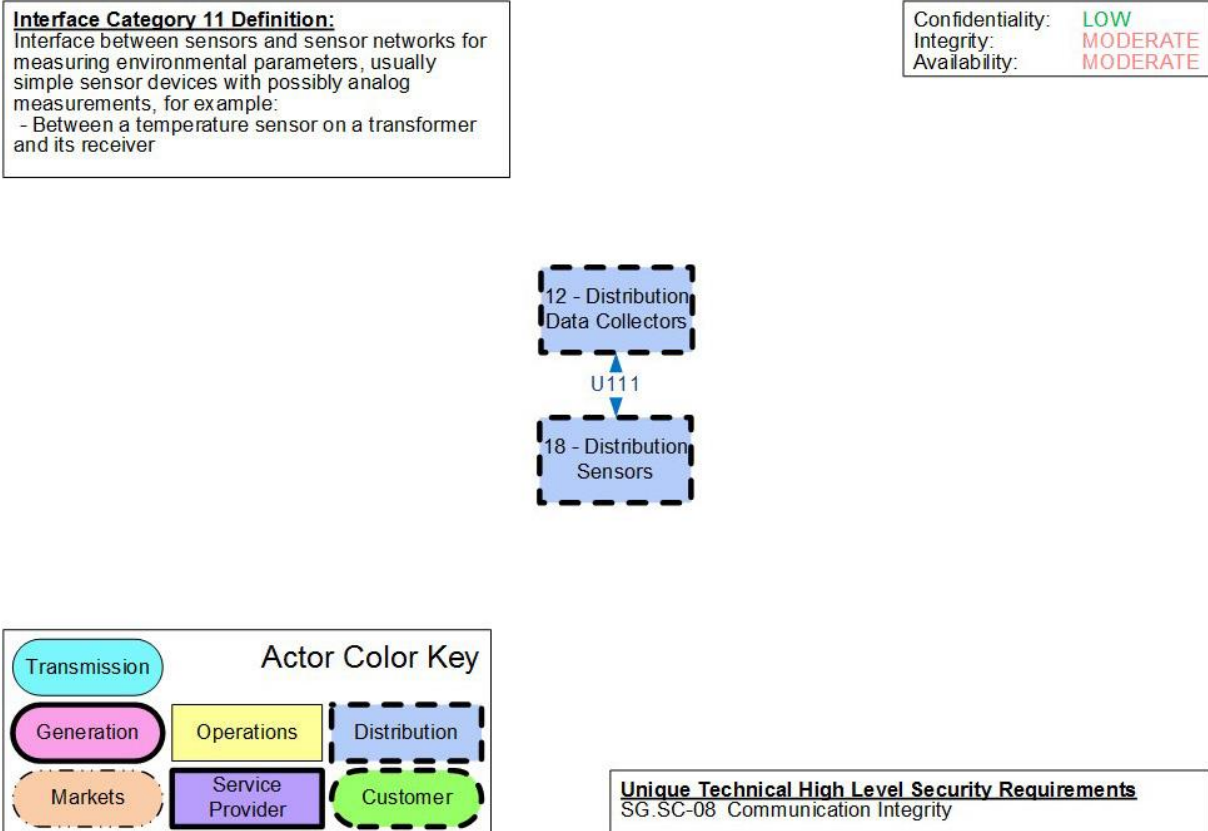 Interface Category 11 Definition:
Interface between sensors and sensor networks for
measuring environmental parameters, usually
simple sensor devices with possibly analog
measurements, for example:
- Between a temperature sensor on a transformer
and its receiver
Confidentiality: LOW
Integrity: MODERATE
Availability: MODERATE
12 - Distribution
Data Collectors
U111
18 - Distribution
Sensors
Actor Color Key
Transmission
Generation
Operations
Distribution
Markets
Service
Provider
Customer
Unique Technical High Level Security Requirements
SG.SC-08 Communication Integrity